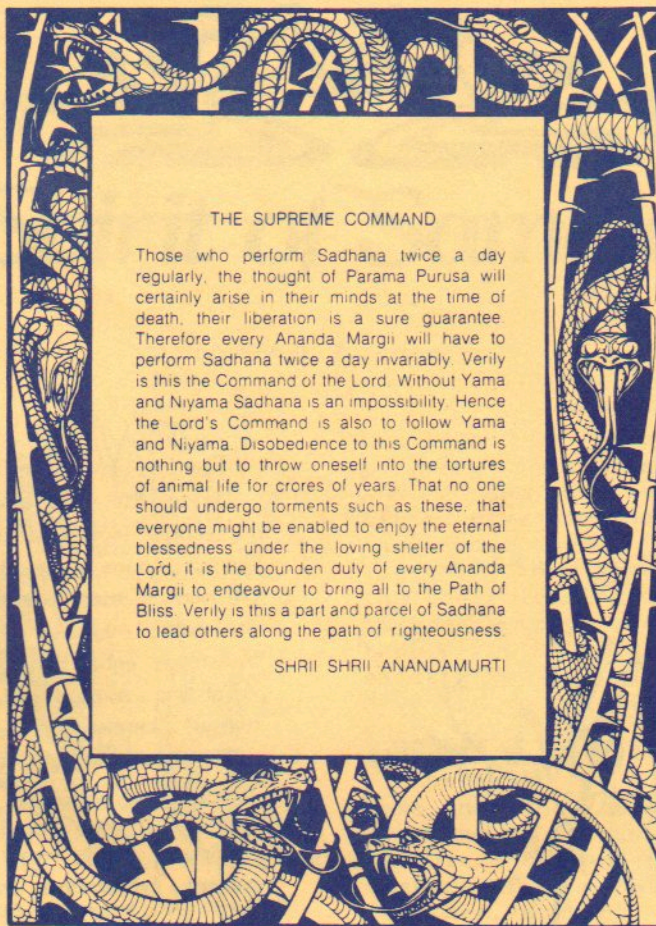 THE SUPREME COMMAND
Those who perform Sadhana twice a day
regularly, the thought of Parama Purusa will
certainly arise in their minds at the time of
death, their liberation is a sure guarantee.
Therefore every Ananda Margii will have to
perform Sadhana twice a day invariably. Verily
is this the Command of the Lord. Without Yama
and Niyama Sadhana is an impossibility. Hence
the Lord's Command is also to follow Yama
and Niyama. Disobedience to this Command is
nothing but to throw oneself into the tortures
of animal life for crores of years. That no one
should undergo torments such as these, that
everyone might be enabled to enjoy the eternal
blessedness under the loving shelter of the
Lord, it is the bounden duty of every Ananda
Margii to endeavour to bring all to the Path of
Bliss. Verily is this a part and parcel of Sadhana
to lead others along the path of righteousness.
SHRII SHRII ANANDAMURTI